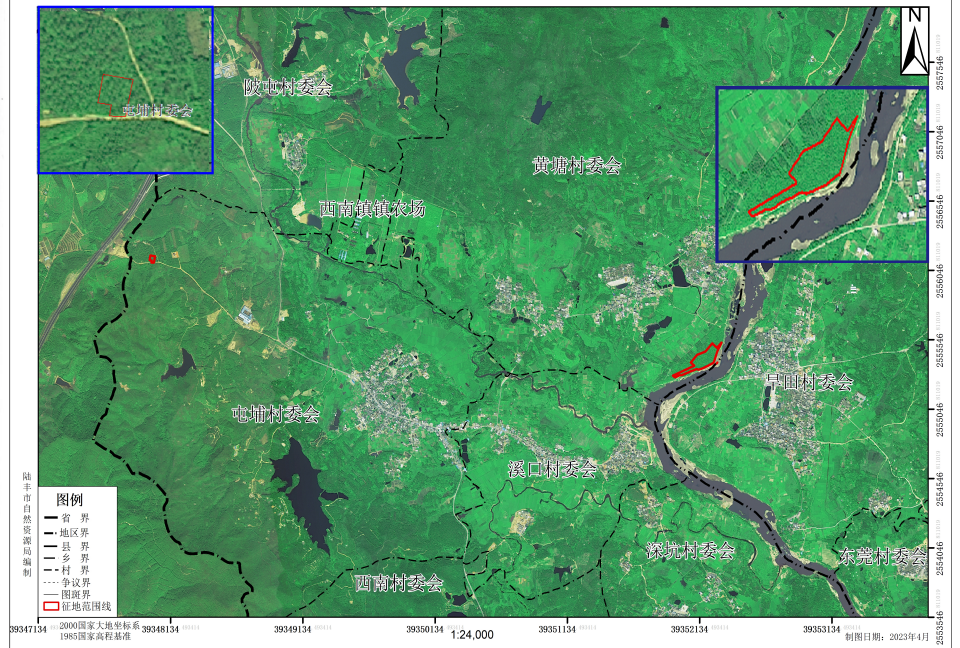 N
陂屯村委会
屯埔村委会
黄塘村委会
西南镇镇农场
旱田村委会
屯埔村委会
溪口村委会
深坑村委会
东莞村委会
西南村委会
2557546
2557046
2556546
2556046
2555546
2555046
2554546
2554046
2553546
陆丰市自然资源局编制
图例
省 界
地区界
县 界
乡 界
村 界
争议界
图斑界
征地范围线
39347134
39348134
39349134
39350134
39351134
39352134
39353134
2000国家大地坐标系
1985国家高程基准
1:24,000
制图日期：2023年4月